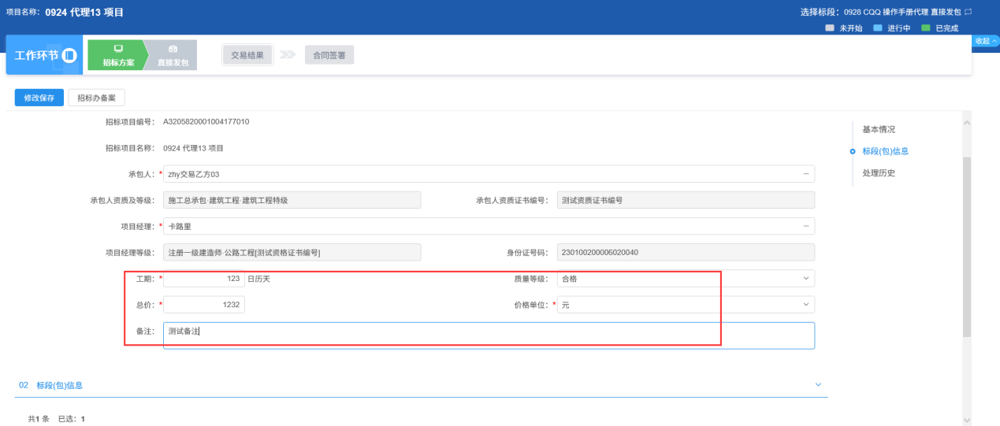 项目名称: 0924 代理13 项目
选择标段: 0928 CQQ 操作手册代理 直接发包
未开始 进行中 已完成
收起
工作环节
招标方案
直接发包
交易结果
合同签署
修改保存
招标办备案
招标项目编号: A3205820001004177010
招标项目名称: 0924 代理13 项目
承包人: * zhy交易乙方03 ...
承包人资质及等级: 施工总承包·建筑工程·建筑工程特级
承包人资质证书编号: 测试资质证书编号
项目经理: * 卡路里 ...
项目经理等级: 注册一级建造师·公路工程[测试资格证书编号]
身份证号码: 230100200006020040
工期: * 123 日历天
质量等级: 合格
总价: * 1232
价格单位: * 元
备注: 测试备注
02 标段(包)信息
共1 条 已选: 1
基本情况
标段(包)信息
处理历史